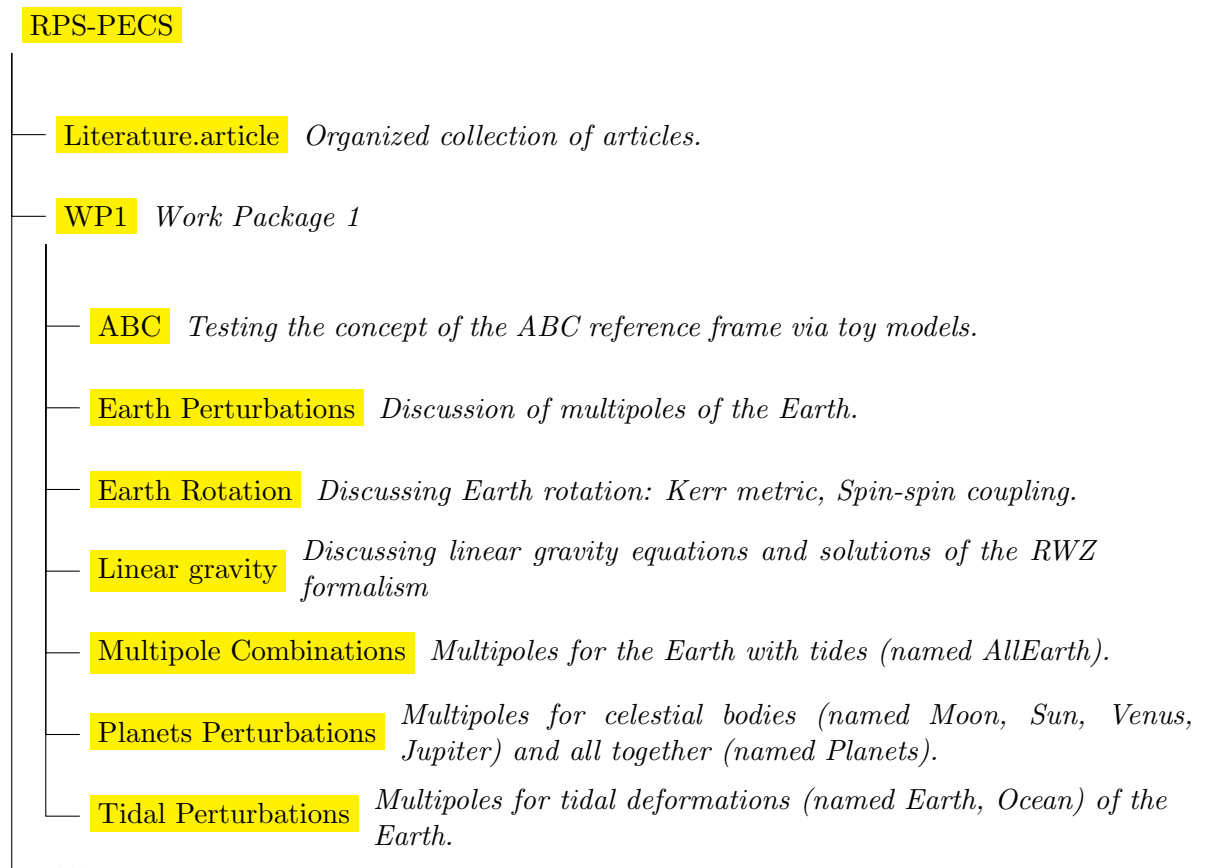 RPS-PECS
Literature.article Organized collection of articles.
WP1 Work Package 1
ABC Testing the concept of the ABC reference frame via toy models.
Earth Perturbations Discussion of multipoles of the Earth.
Earth Rotation Discussing Earth rotation: Kerr metric, Spin-spin coupling.
Linear gravity Discussing linear gravity equations and solutions of the RWZ
formalism
Multipole Combinations Multipoles for the Earth with tides (named AllEarth).
Planets Perturbations Multipoles for celestial bodies (named Moon, Sun, Venus,
Jupiter) and all together (named Planets).
Tidal Perturbations Multipoles for tidal deformations (named Earth, Ocean) of the
Earth.